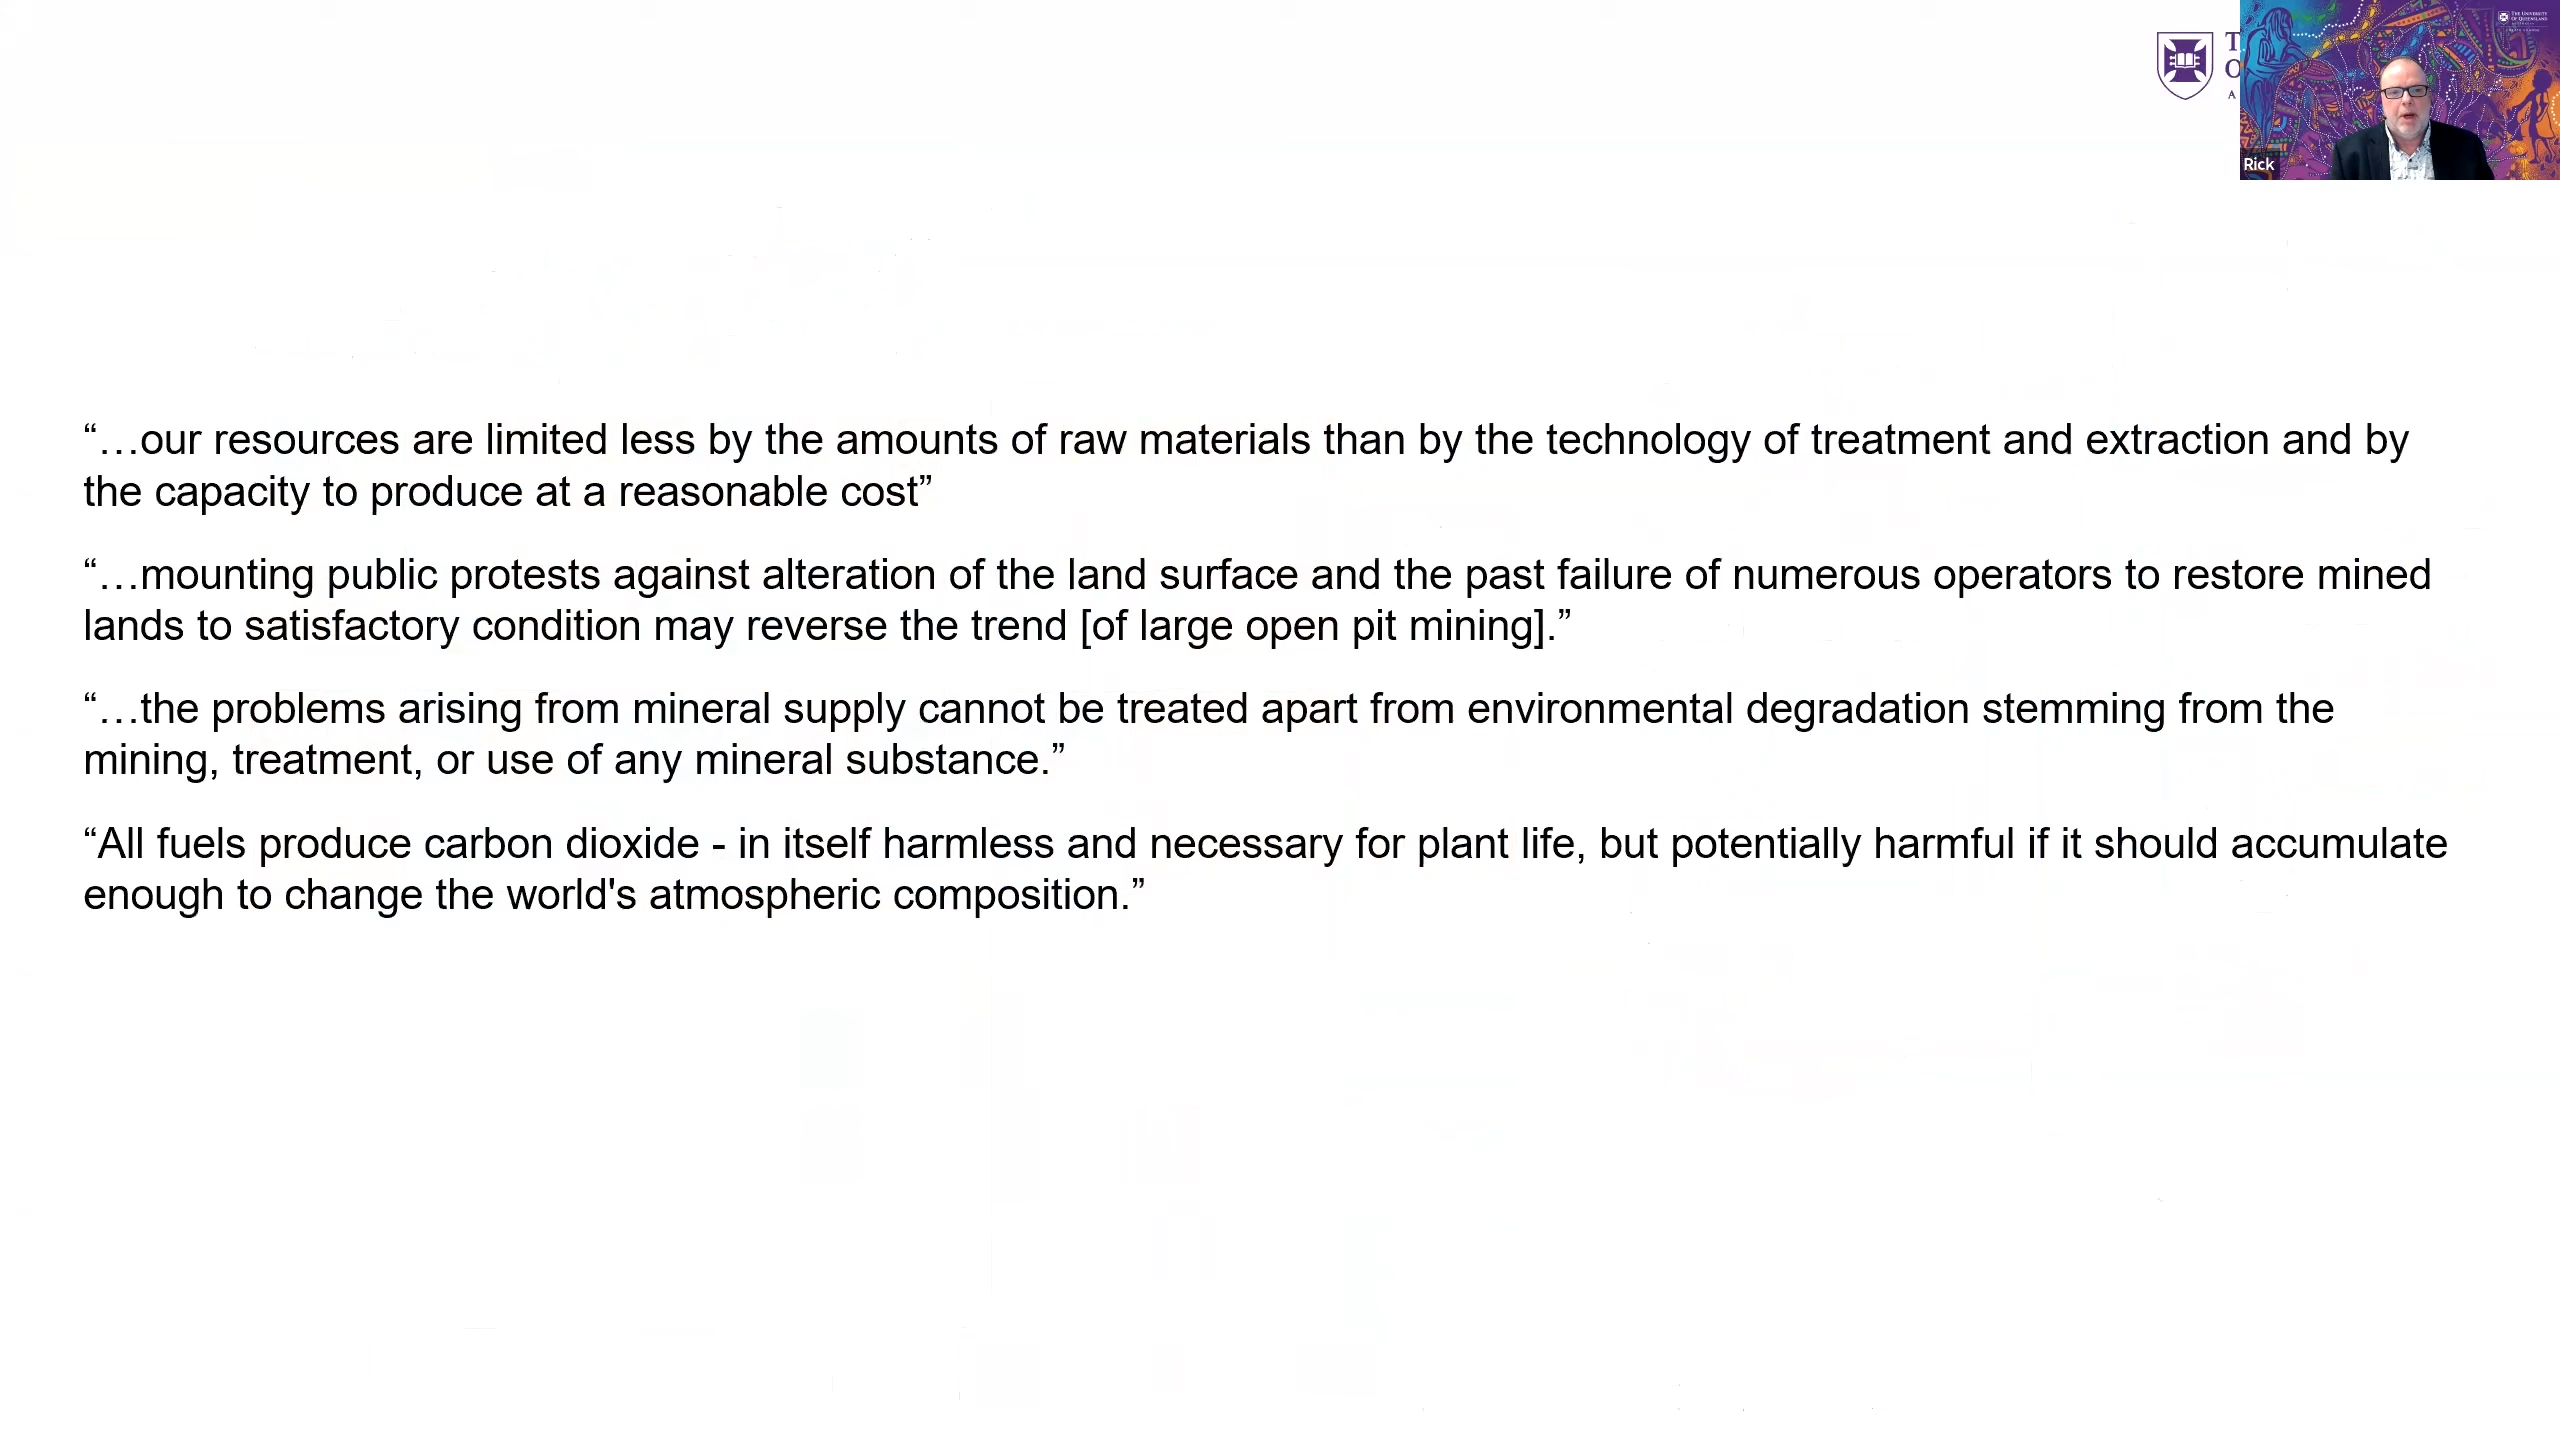 THE UNIVERSITY
OF QUEENSLAND
Rick
“…our resources are limited less by the amounts of raw materials than by the technology of treatment and extraction and by
the capacity to produce at a reasonable cost”
“…mounting public protests against alteration of the land surface and the past failure of numerous operators to restore mined
lands to satisfactory condition may reverse the trend [of large open pit mining].”
“…the problems arising from mineral supply cannot be treated apart from environmental degradation stemming from the
mining, treatment, or use of any mineral substance.”
“All fuels produce carbon dioxide - in itself harmless and necessary for plant life, but potentially harmful if it should accumulate
enough to change the world's atmospheric composition.”